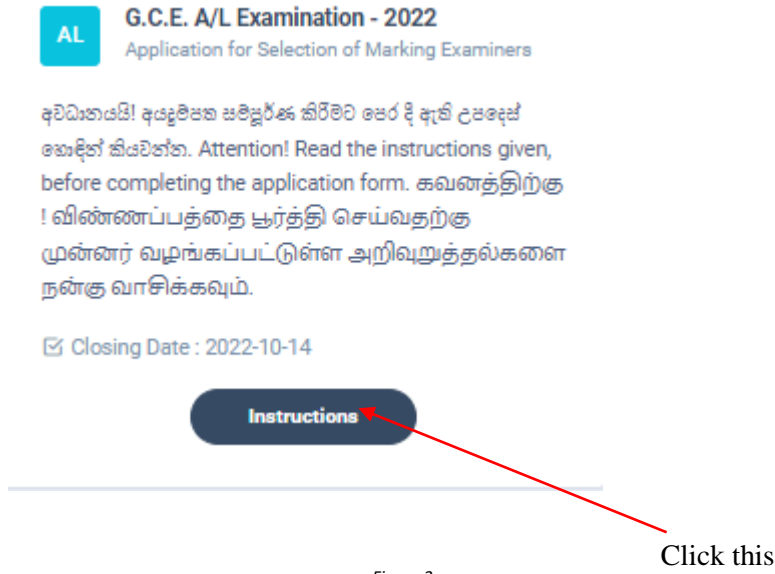 AL
G.C.E. A/L Examination - 2022
Application for Selection of Marking Examiners
අවධානයයි! අයදුම්පත සම්පූර්ණ කිරීමට පෙර දී ඇති උපදෙස්
හොඳින් කියවන්න. Attention! Read the instructions given,
before completing the application form. கவனத்திற்கு
! விண்ணப்பத்தை பூர்த்தி செய்வதற்கு
முன்னர் வழங்கப்பட்டுள்ள அறிவுறுத்தல்களை
நன்கு வாசிக்கவும்.
Closing Date : 2022-10-14
Instructions
Click this